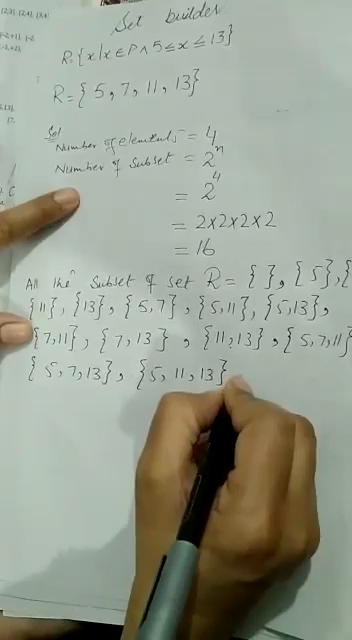 Set builder
R={x/x∈P∧5≤x≤13}
R={5,7,11,13}
Sol
Number of elements = 4
Number of subset = 2^n
= 2^4
= 2×2×2×2
= 16
All the subset of set R= { }, {5}, {
{11}, {13}, {5,7}, {5,11}, {5,13},
{7,11}, {7,13}, {11,13}, {5,7,11}
{5,7,13}, {5,11,13}